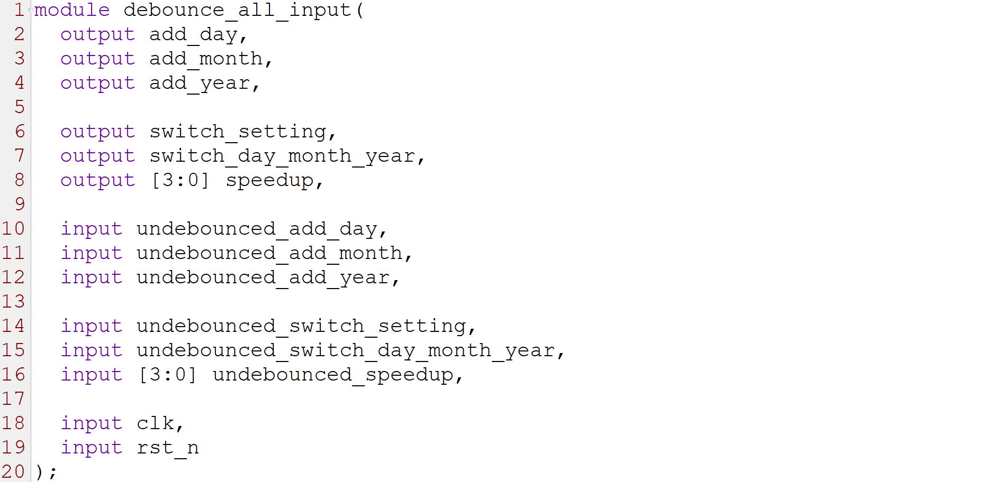 1 module debounce_all_input(
2   output add_day,
3   output add_month,
4   output add_year,
5
6   output switch_setting,
7   output switch_day_month_year,
8   output [3:0] speedup,
9
10   input undebounced_add_day,
11   input undebounced_add_month,
12   input undebounced_add_year,
13
14   input undebounced_switch_setting,
15   input undebounced_switch_day_month_year,
16   input [3:0] undebounced_speedup,
17
18   input clk,
19   input rst_n
20 );